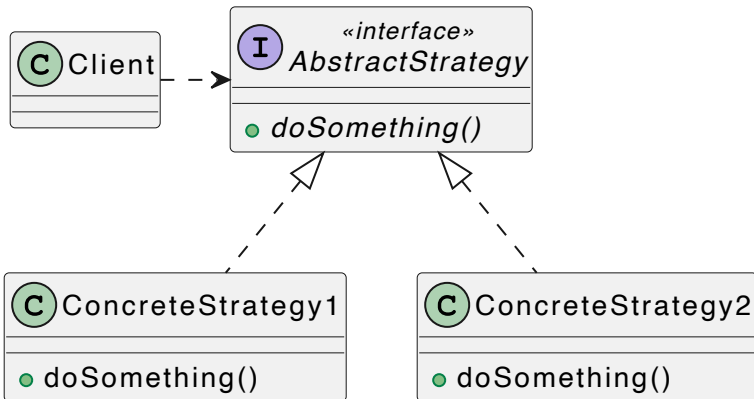 C Client
«interface»
I AbstractStrategy
doSomething()
C ConcreteStrategy1
doSomething()
C ConcreteStrategy2
doSomething()